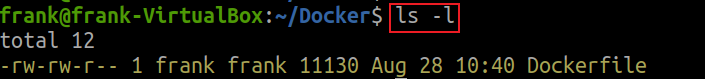 frank@frank-VirtualBox:~/Docker$ ls -l
total 12
-rw-rw-r-- 1 frank frank 11130 Aug 28 10:40 Dockerfile